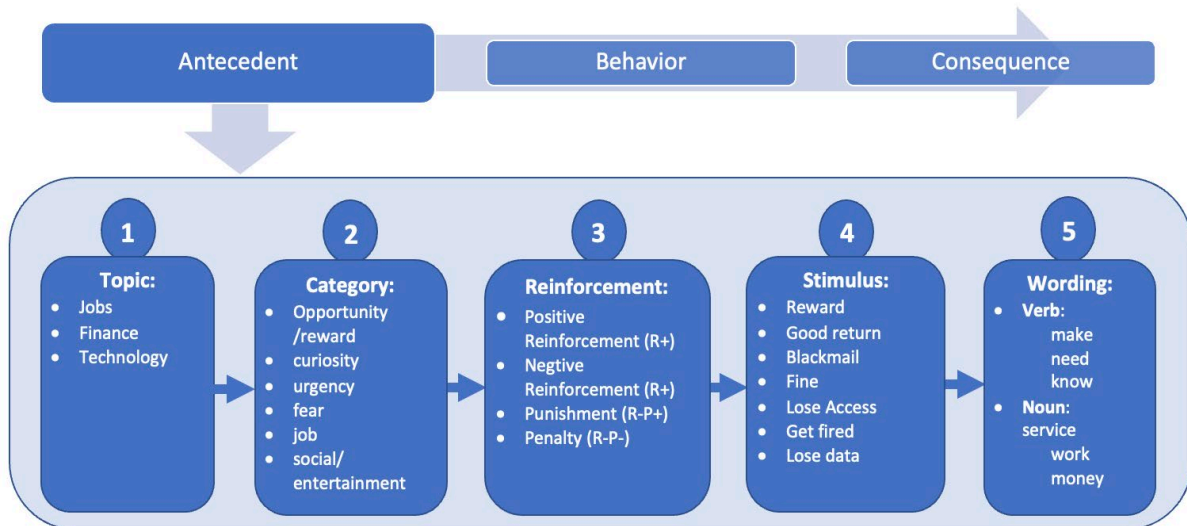 Antecedent
Behavior
Consequence
1
Topic:
• Jobs
• Finance
• Technology
2
Category:
• Opportunity
/reward
• curiosity
• urgency
• fear
• job
• social/
entertainment
3
Reinforcement:
• Positive
Reinforcement (R+)
• Negtive
Reinforcement (R+)
• Punishment (R-P+)
• Penalty (R-P-)
4
Stimulus:
• Reward
• Good return
• Blackmail
• Fine
• Lose Access
• Get fired
• Lose data
5
Wording:
• Verb:
make
need
know
• Noun:
service
work
money